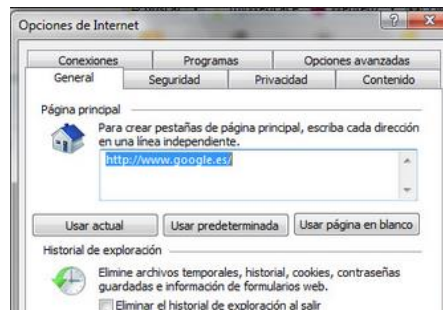 Opciones de Internet
Conexiones Programas Opciones avanzadas
General Seguridad Privacidad Contenido
Página principal
Para crear pestañas de página principal, escriba cada dirección
en una línea independiente.
http://www.google.es/
Usar actual Usar predeterminada Usar página en blanco
Historial de exploración
Elimine archivos temporales, historial, cookies, contraseñas
guardadas e información de formularios web.
Eliminar el historial de exploración al salir